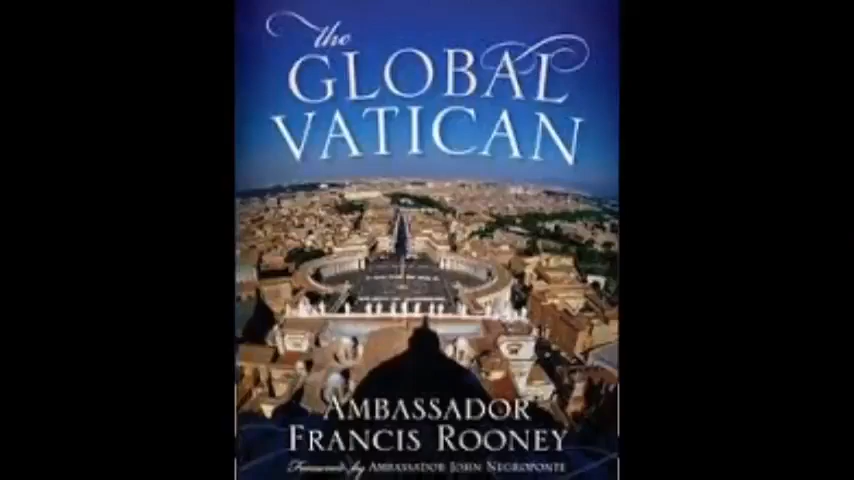 the
GLOBAL
VATICAN
AMBASSADOR
FRANCIS ROONEY
Foreword by AMBASSADOR JOHN NEGROPONTE